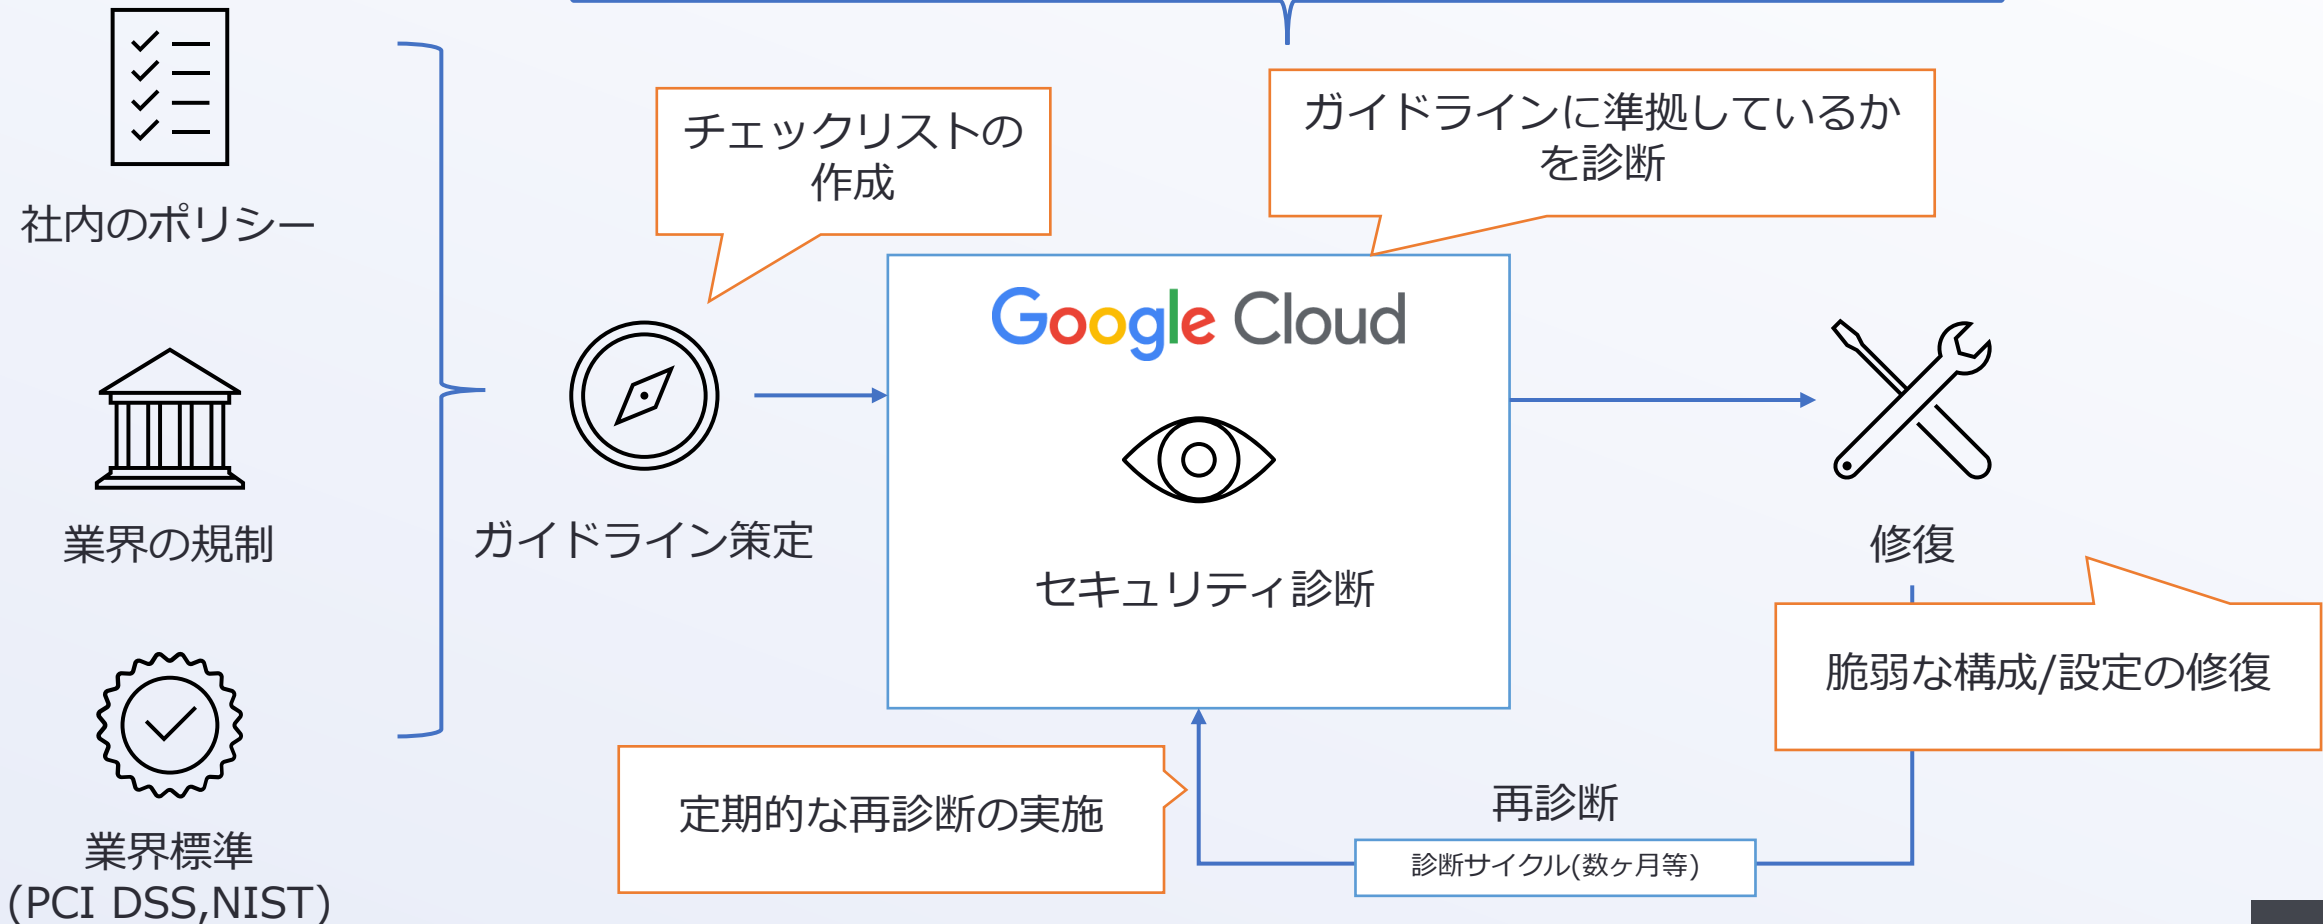 社内のポリシー
業界の規制
業界標準
(PCI DSS,NIST)
チェックリストの
作成
ガイドライン策定
ガイドラインに準拠しているか
を診断
Google Cloud
セキュリティ診断
修復
脆弱な構成/設定の修復
定期的な再診断の実施
再診断
診断サイクル(数ヶ月等)